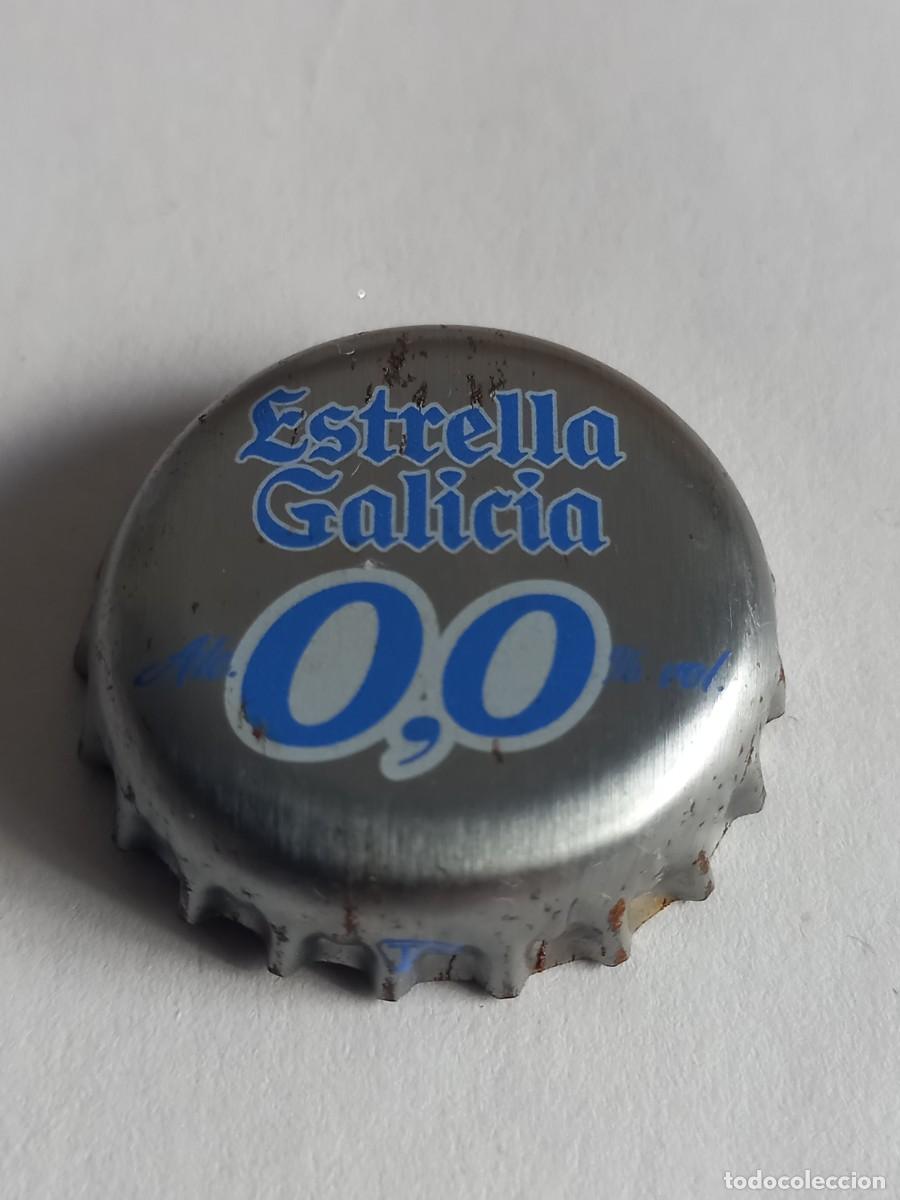 Estrella
Galicia
Alc. 0,0 % vol.
T
todocoleccion